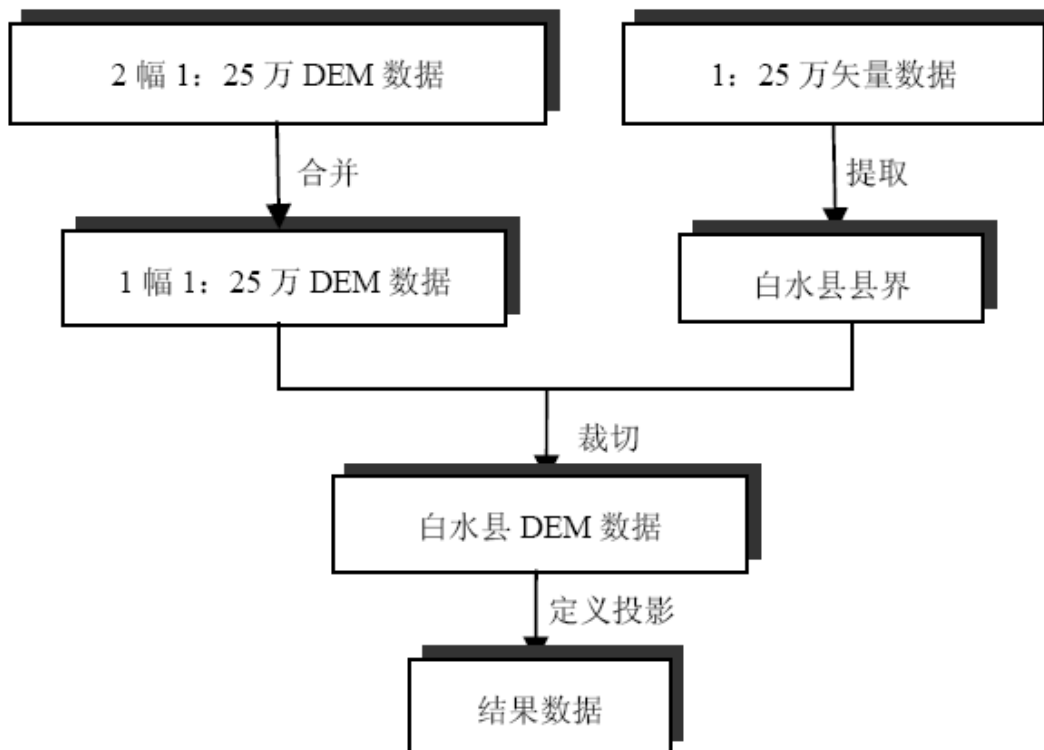 2 幅 1：25 万 DEM 数据
1：25 万矢量数据
合并
提取
1 幅 1：25 万 DEM 数据
白水县县界
裁切
白水县 DEM 数据
定义投影
结果数据